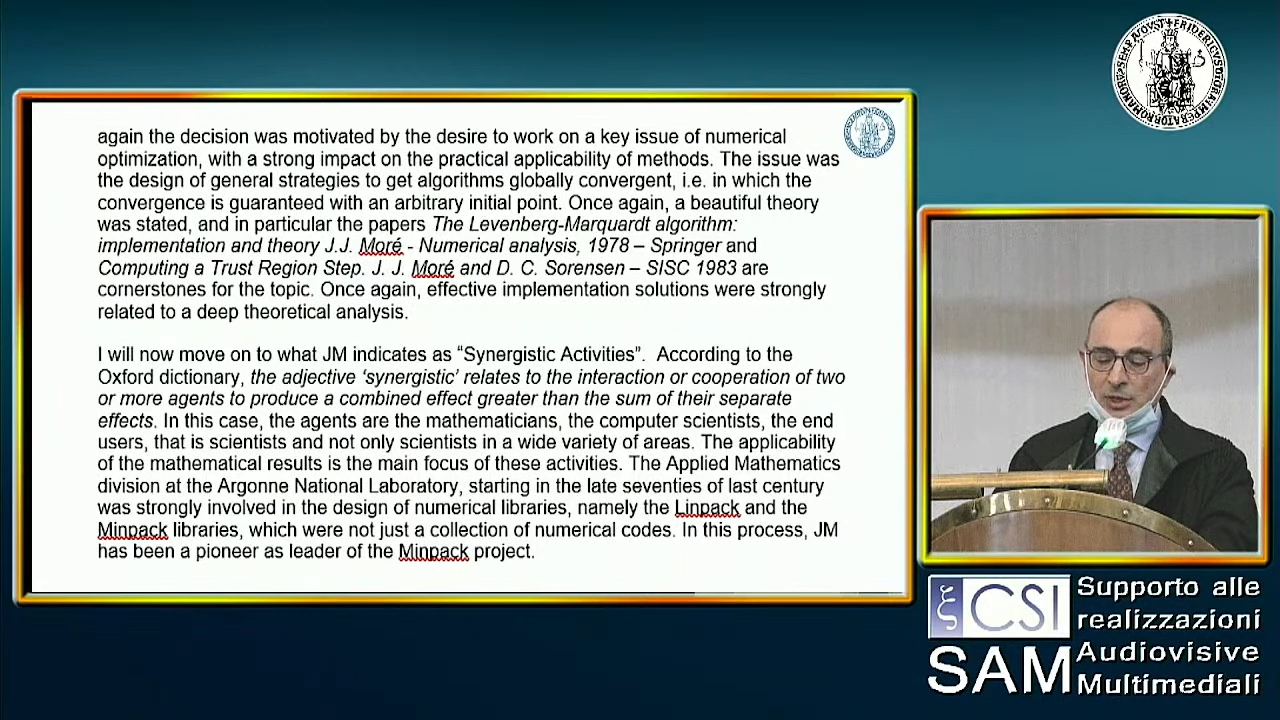 again the decision was motivated by the desire to work on a key issue of numerical
optimization, with a strong impact on the practical applicability of methods. The issue was
the design of general strategies to get algorithms globally convergent, i.e. in which the
convergence is guaranteed with an arbitrary initial point. Once again, a beautiful theory
was stated, and in particular the papers The Levenberg-Marquardt algorithm:
implementation and theory J.J. Moré - Numerical analysis, 1978 – Springer and
Computing a Trust Region Step. J. J. Moré and D. C. Sorensen – SISC 1983 are
cornerstones for the topic. Once again, effective implementation solutions were strongly
related to a deep theoretical analysis.
I will now move on to what JM indicates as “Synergistic Activities”. According to the
Oxford dictionary, the adjective ‘synergistic’ relates to the interaction or cooperation of two
or more agents to produce a combined effect greater than the sum of their separate
effects. In this case, the agents are the mathematicians, the computer scientists, the end
users, that is scientists and not only scientists in a wide variety of areas. The applicability
of the mathematical results is the main focus of these activities. The Applied Mathematics
division at the Argonne National Laboratory, starting in the late seventies of last century
was strongly involved in the design of numerical libraries, namely the Linpack and the
Minpack libraries, which were not just a collection of numerical codes. In this process, JM
has been a pioneer as leader of the Minpack project.
CSI
SAM
Supporto alle
realizzazioni
Audiovisive
Multimediali